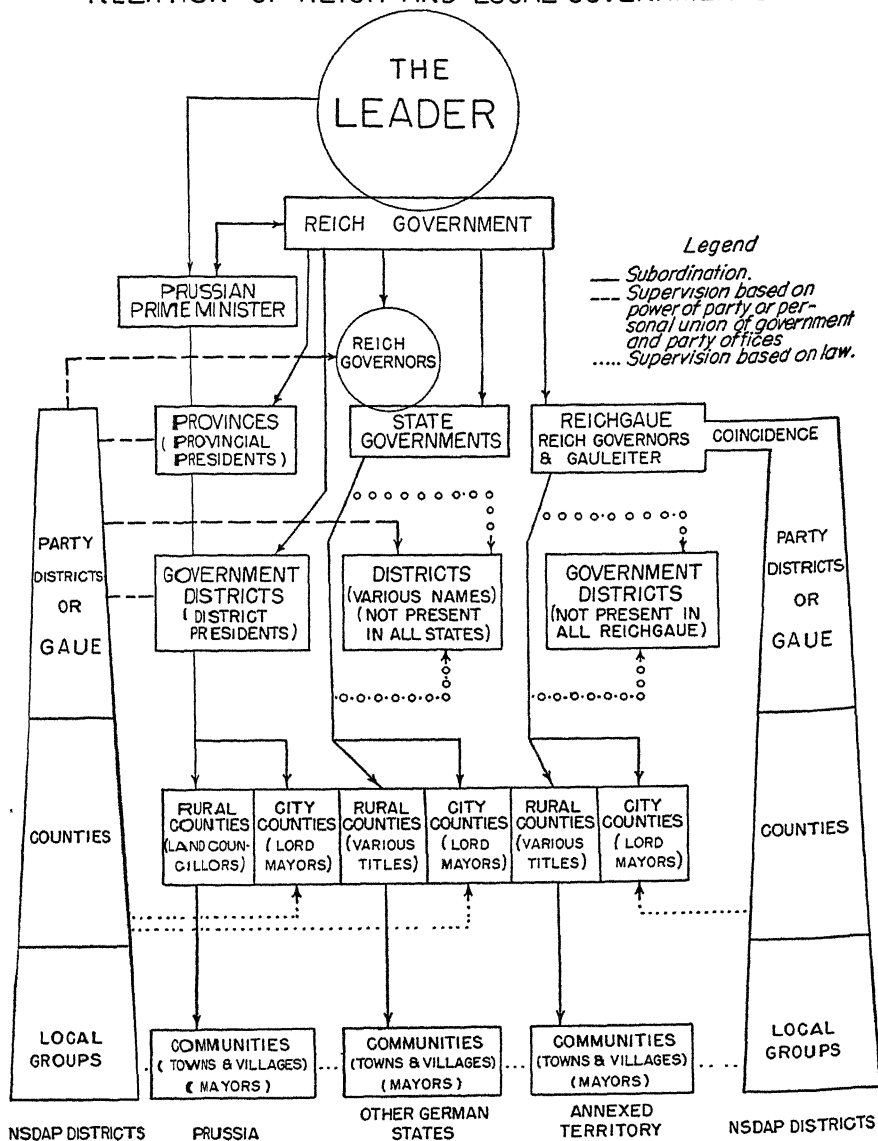 THE
LEADER
REICH GOVERNMENT
Legend
Subordination.
Supervision based on
power of party or per-
sonal union of government
and party offices
Supervision based on law.
PRUSSIAN
PRIME MINISTER
REICH
GOVERNORS
PROVINCES
(PROVINCIAL
PRESIDENTS)
STATE
GOVERNMENTS
REICHGAUE
REICH GOVERNORS
& GAULEITER
COINCIDENCE
PARTY
DISTRICTS
OR
GAUE
GOVERNMENT
DISTRICTS
(DISTRICT
PRESIDENTS)
DISTRICTS
(VARIOUS NAMES)
(NOT PRESENT
IN ALL STATES)
GOVERNMENT
DISTRICTS
(NOT PRESENT IN
ALL REICHGAUE)
PARTY
DISTRICTS
OR
GAUE
COUNTIES
RURAL
COUNTIES
(LAND COUN-
CILLORS)
CITY
COUNTIES
(LORD
MAYORS)
RURAL
COUNTIES
(VARIOUS
TITLES)
CITY
COUNTIES
(LORD
MAYORS)
RURAL
COUNTIES
(VARIOUS
TITLES)
CITY
COUNTIES
(LORD
MAYORS)
COUNTIES
LOCAL
GROUPS
COMMUNITIES
(TOWNS & VILLAGES)
(MAYORS)
COMMUNITIES
(TOWNS & VILLAGES)
(MAYORS)
COMMUNITIES
(TOWNS & VILLAGES)
(MAYORS)
LOCAL
GROUPS
NSDAP DISTRICTS
PRUSSIA
OTHER GERMAN
STATES
ANNEXED
TERRITORY
NSDAP DISTRICTS